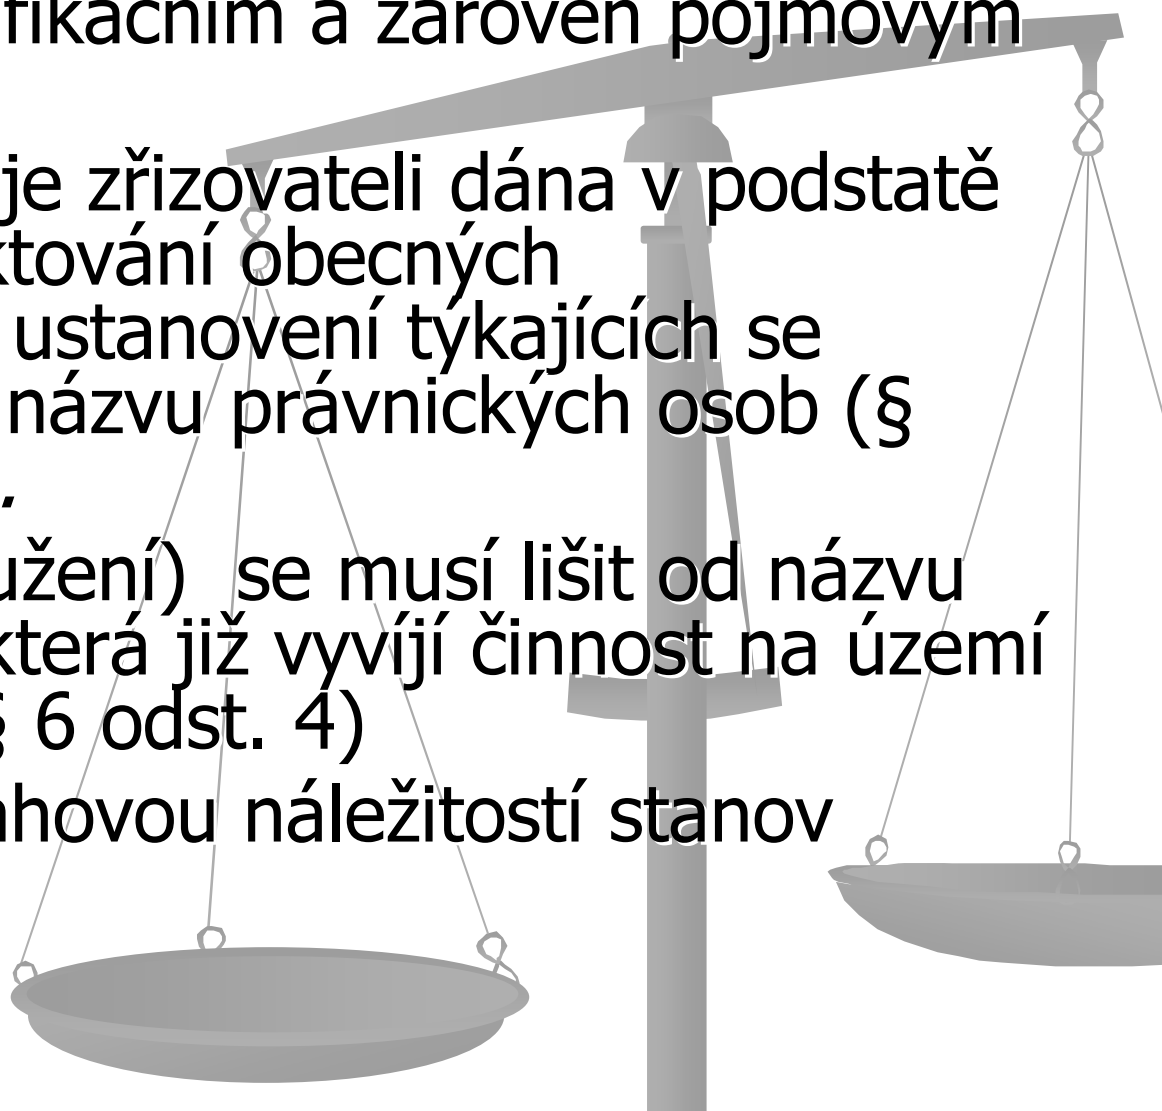 fikačním a zároveň pojmovým
je zřizovateli dána v podstatě
ktování obecných
ustanovení týkajících se
názvu právnických osob (§
.
užení) se musí lišit od názvu
která již vyvíjí činnost na území
§ 6 odst. 4)
ahovou náležitostí stanov